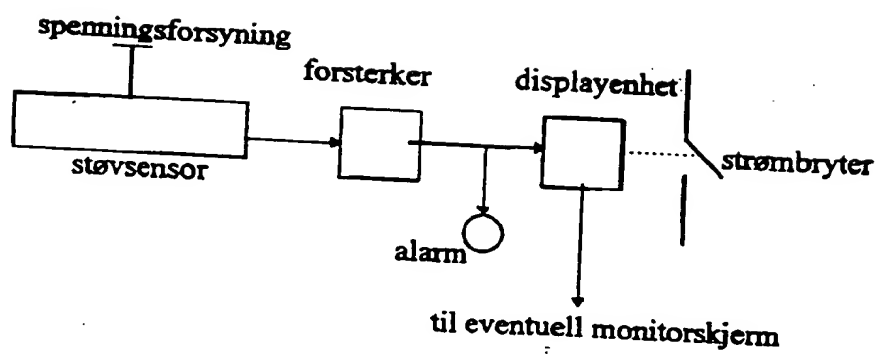 spenningsforsyning
forsterker
displayenhet
støvsensor
strømbryter
alarm
til eventuell monitorskjerm